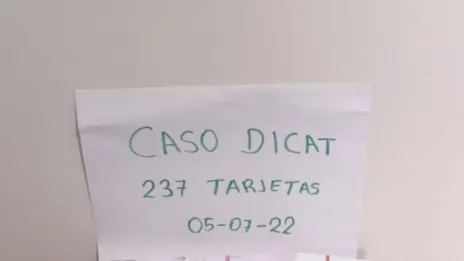 CASO DICAT
237 TARJETAS
05-07-22